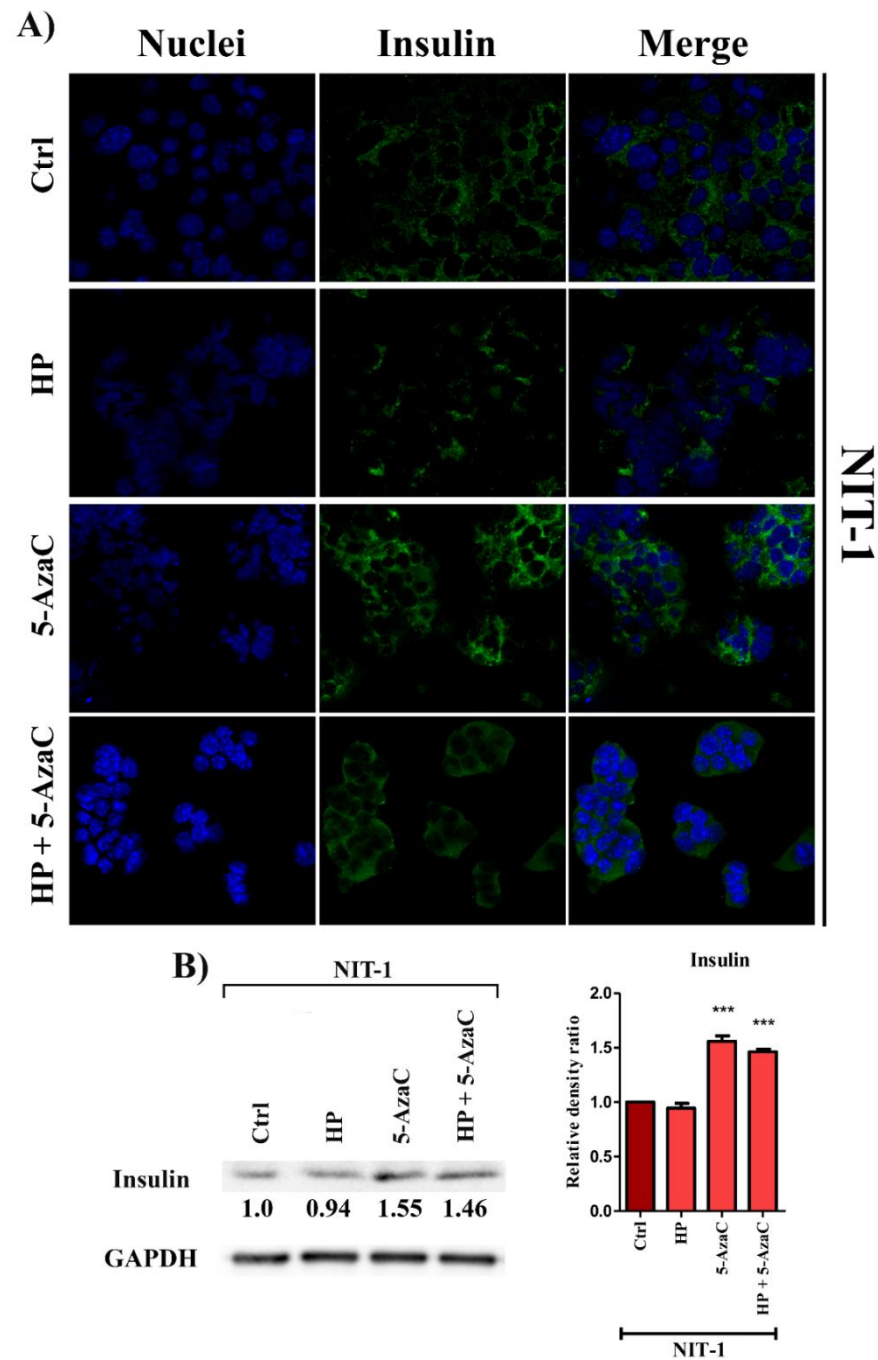 A)
Nuclei Insulin Merge
Ctrl
HP
5-AzaC
HP + 5-AzaC
NIT-1
B)
NIT-1
Ctrl HP 5-AzaC HP + 5-AzaC
Insulin
1.0 0.94 1.55 1.46
GAPDH
Insulin
Relative density ratio
2.0
1.5
1.0
0.5
0.0
*** ***
Ctrl HP 5-AzaC HP + 5-AzaC
NIT-1